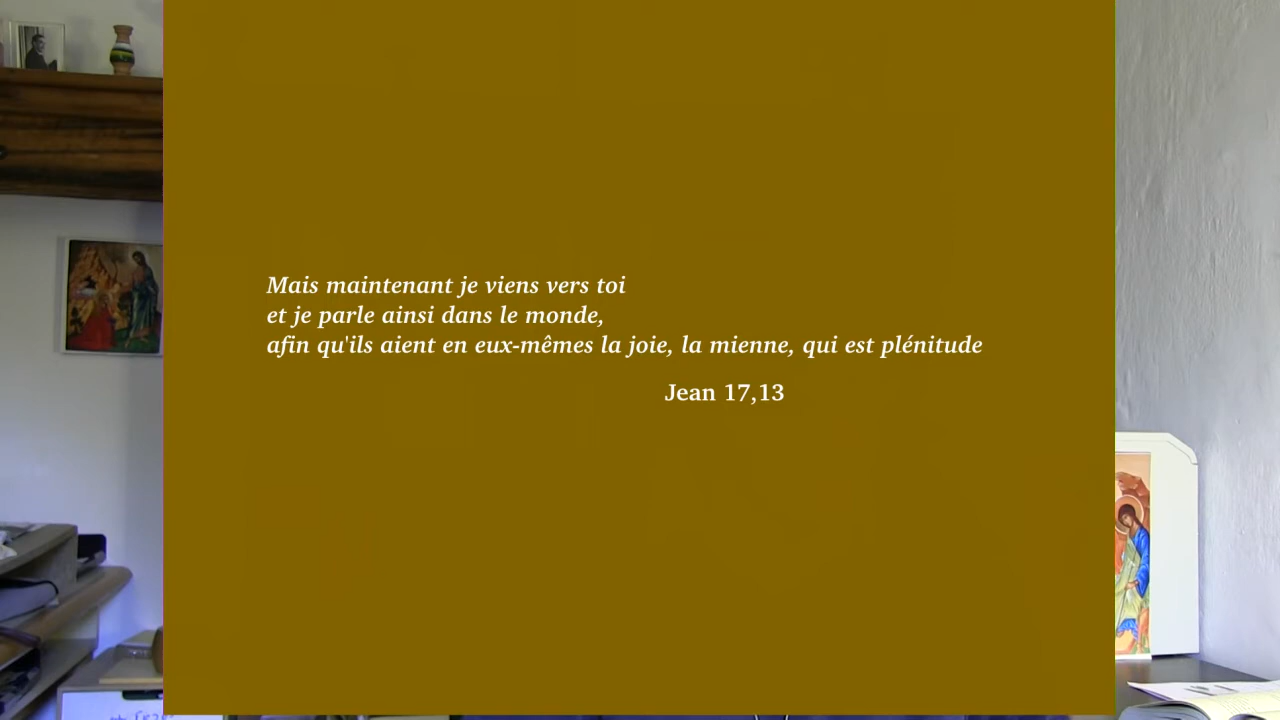 Mais maintenant je viens vers toi
et je parle ainsi dans le monde,
afin qu'ils aient en eux-mêmes la joie, la mienne, qui est plénitude
Jean 17,13